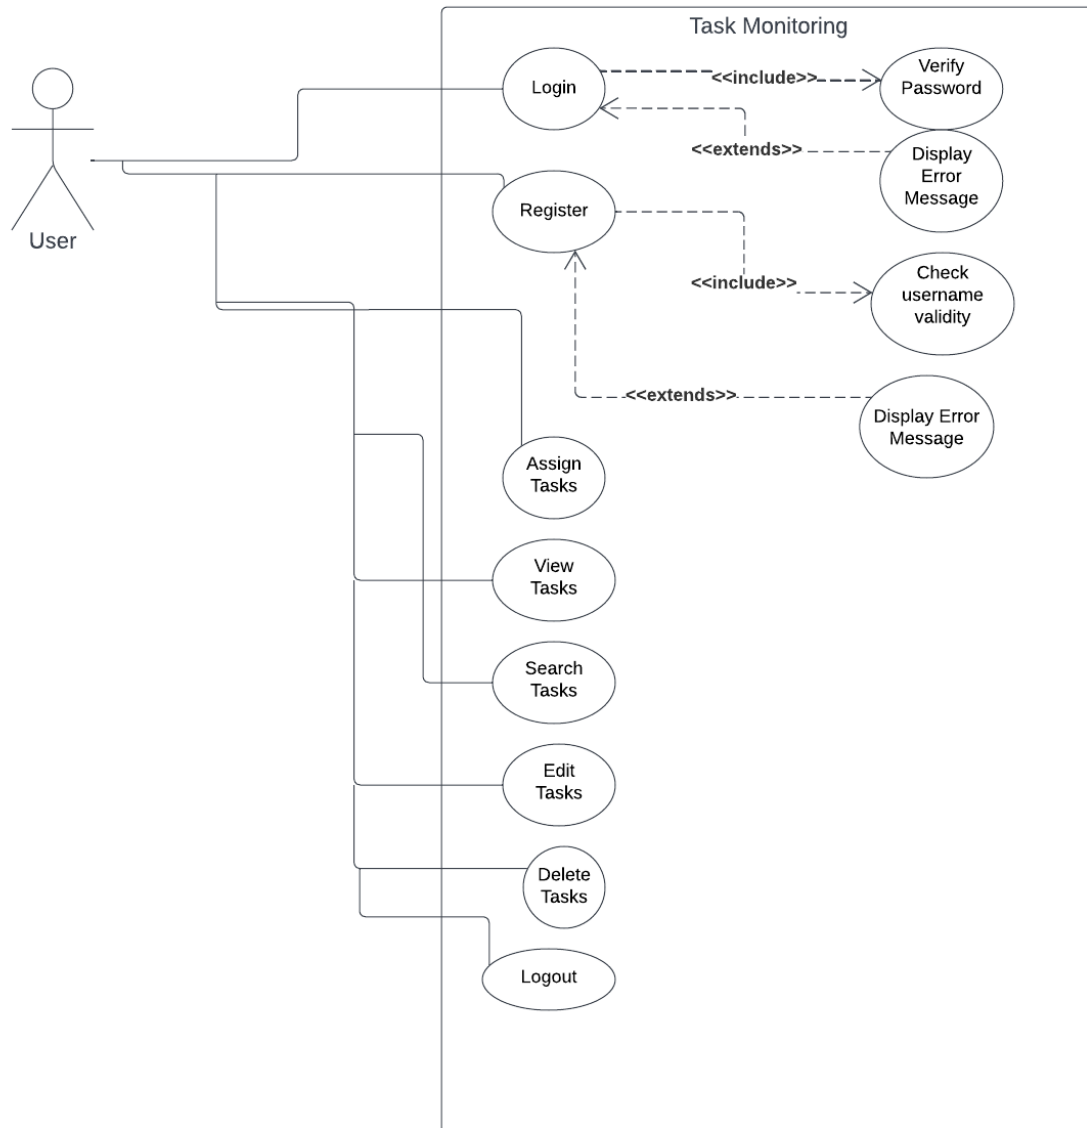 Task Monitoring
Login
<<include>>
Verify
Password
<<extends>>
Display
Error
Message
User
Register
<<include>>
Check
username
validity
<<extends>>
Display Error
Message
Assign
Tasks
View
Tasks
Search
Tasks
Edit
Tasks
Delete
Tasks
Logout